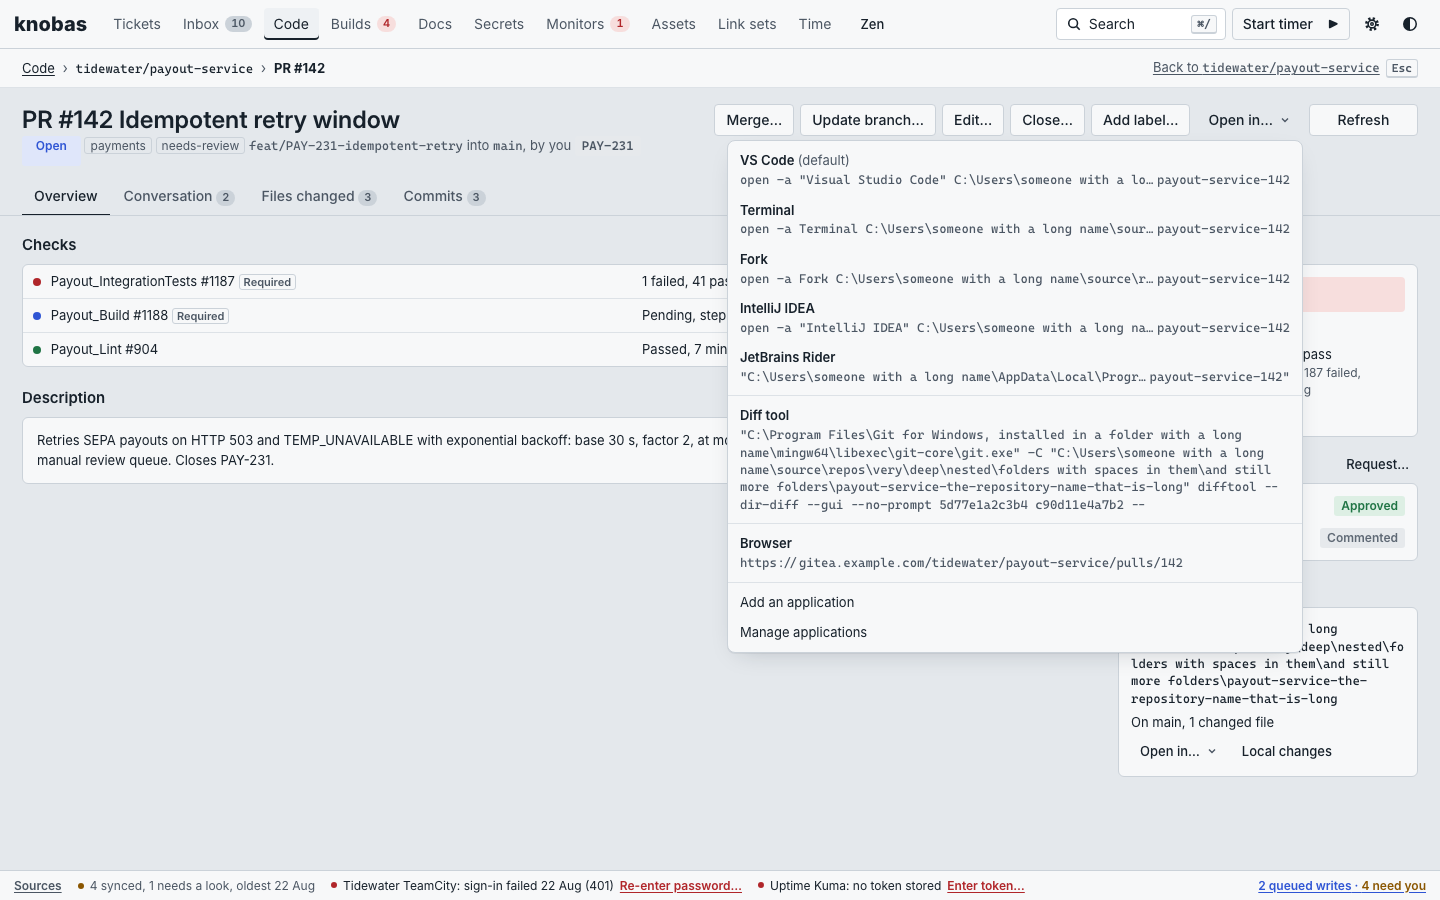 knobas Tickets Inbox 10 Code Builds 4 Docs Secrets Monitors 1 Assets Link sets Time Zen Search ⌘/ Start timer
Code › tidewater/payout-service › PR #142 Back to tidewater/payout-service Esc
PR #142 Idempotent retry window Merge... Update branch... Edit... Close... Add label... Open in... Refresh
Open payments needs-review feat/PAY-231-idempotent-retry into main, by you PAY-231
Overview Conversation 2 Files changed 3 Commits 3
Checks
Payout_IntegrationTests #1187 Required 1 failed, 41 pas
Payout_Build #1188 Required Pending, step
Payout_Lint #904 Passed, 7 min
Description
Retries SEPA payouts on HTTP 503 and TEMP_UNAVAILABLE with exponential backoff: base 30 s, factor 2, at mo
manual review queue. Closes PAY-231.
VS Code (default)
open -a "Visual Studio Code" C:\Users\someone with a lo… payout-service-142
Terminal
open -a Terminal C:\Users\someone with a long name\sour… payout-service-142
Fork
open -a Fork C:\Users\someone with a long name\source\r… payout-service-142
IntelliJ IDEA
open -a "IntelliJ IDEA" C:\Users\someone with a long na… payout-service-142
JetBrains Rider
"C:\Users\someone with a long name\AppData\Local\Progr… payout-service-142"
Diff tool
"C:\Program Files\Git for Windows, installed in a folder with a long
name\mingw64\libexec\git-core\git.exe" -C "C:\Users\someone with a long
name\source\repos\very\deep\nested\folders with spaces in them\and still
more folders\payout-service-the-repository-name-that-is-long" difftool --
dir-diff --gui --no-prompt 5d77e1a2c3b4 c90d11e4a7b2 --
Browser
https://gitea.example.com/tidewater/payout-service/pulls/142
Add an application
Manage applications
pass
187 failed,
g
Request...
Approved
Commented
long
deep\nested\fo
lders with spaces in them\and still
more folders\payout-service-the-
repository-name-that-is-long
On main, 1 changed file
Open in... Local changes
Sources 4 synced, 1 needs a look, oldest 22 Aug Tidewater TeamCity: sign-in failed 22 Aug (401) Re-enter password... Uptime Kuma: no token stored Enter token... 2 queued writes · 4 need you